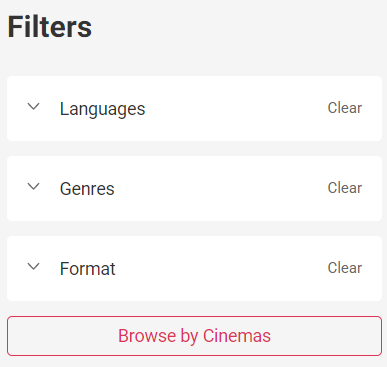 Filters
Languages Clear
Genres Clear
Format Clear
Browse by Cinemas